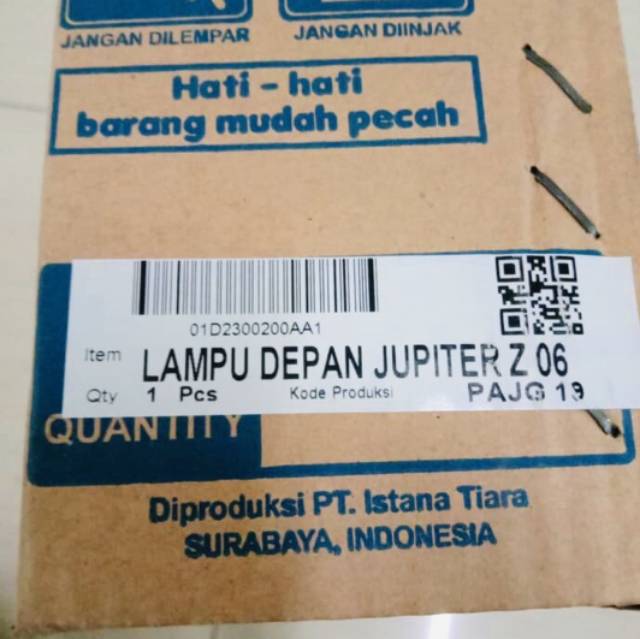 JANGAN DILEMPAR
JANGAN DIINJAK
Hati - hati
barang mudah pecah
01D2300200AA1
Item LAMPU DEPAN JUPITER Z 06
Qty 1 Pcs Kode Produksi PAJG 19
QUANTITY
Diproduksi PT. Istana Tiara
SURABAYA, INDONESIA